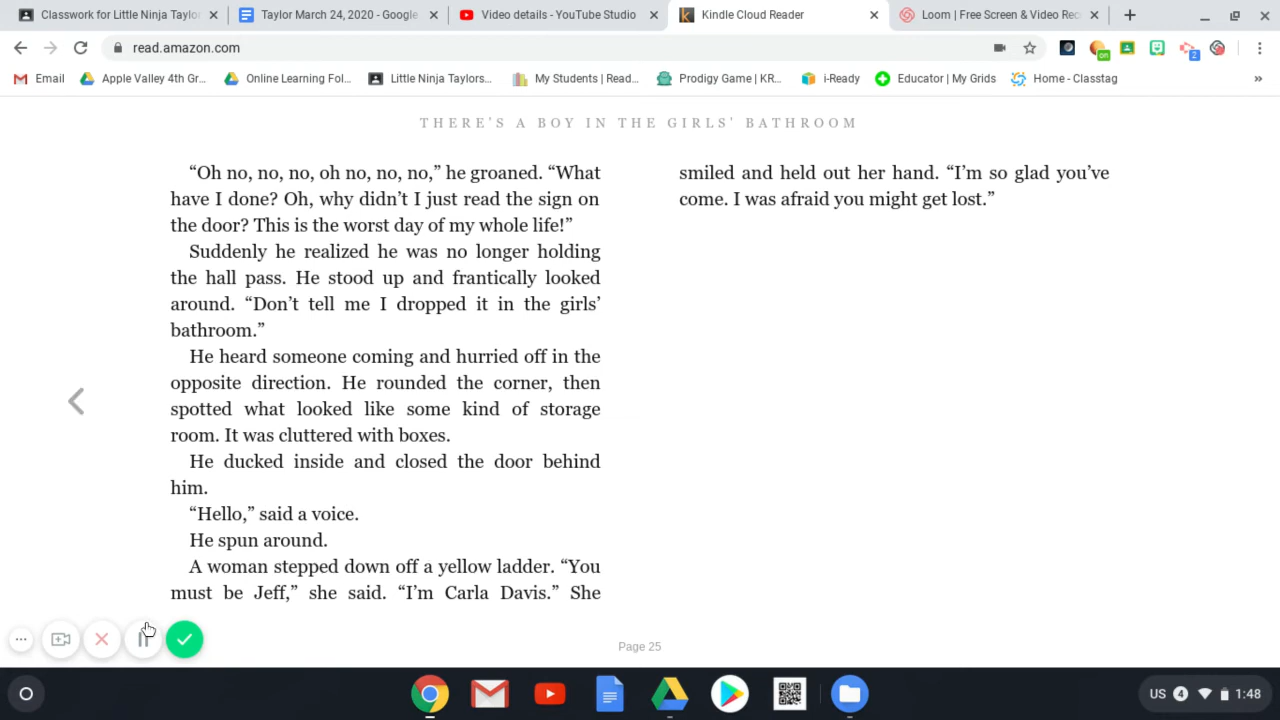 Classwork for Little Ninja Taylor
Taylor March 24, 2020 - Google
Video details - YouTube Studio
Kindle Cloud Reader
Loom | Free Screen & Video Rec
read.amazon.com
on
2
Email
Apple Valley 4th Gr...
Online Learning Fol...
Little Ninja Taylors...
My Students | Read...
Prodigy Game | KR...
i-Ready
Educator | My Grids
Home - Classtag
»
THERE'S A BOY IN THE GIRLS' BATHROOM
“Oh no, no, no, oh no, no, no,” he groaned. “What
have I done? Oh, why didn’t I just read the sign on
the door? This is the worst day of my whole life!”
Suddenly he realized he was no longer holding
the hall pass. He stood up and frantically looked
around. “Don’t tell me I dropped it in the girls’
bathroom.”
He heard someone coming and hurried off in the
opposite direction. He rounded the corner, then
spotted what looked like some kind of storage
room. It was cluttered with boxes.
He ducked inside and closed the door behind
him.
“Hello,” said a voice.
He spun around.
A woman stepped down off a yellow ladder. “You
must be Jeff,” she said. “I’m Carla Davis.” She
smiled and held out her hand. “I’m so glad you’ve
come. I was afraid you might get lost.”
Page 25
US 4 1:48